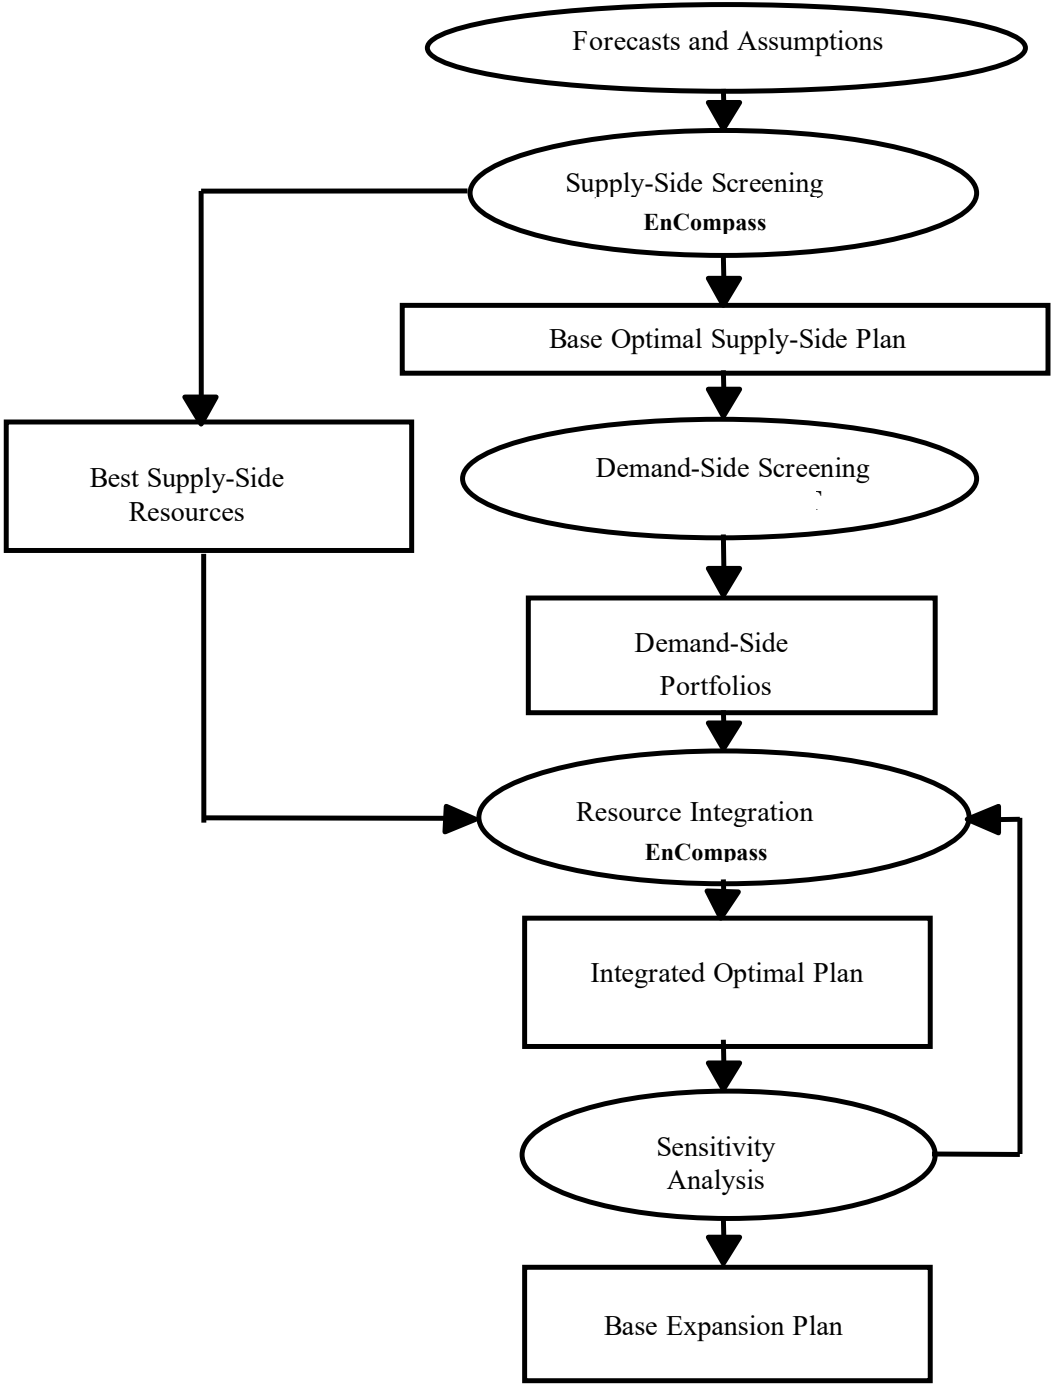 Forecasts and Assumptions
Supply-Side Screening
EnCompass
Base Optimal Supply-Side Plan
Best Supply-Side
Resources
Demand-Side Screening
Demand-Side
Portfolios
Resource Integration
EnCompass
Integrated Optimal Plan
Sensitivity
Analysis
Base Expansion Plan